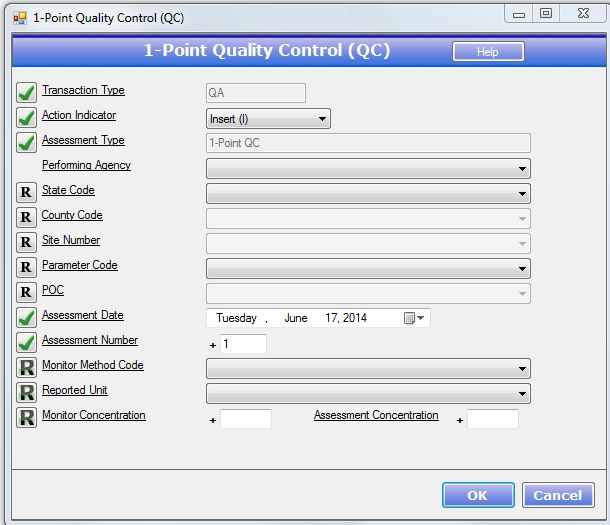 1-Point Quality Control (QC)
1-Point Quality Control (QC) Help
Transaction Type QA
Action Indicator Insert (I)
Assessment Type 1-Point QC
Performing Agency
R State Code
R County Code
R Site Number
R Parameter Code
R POC
Assessment Date Tuesday , June 17, 2014
Assessment Number + 1
R Monitor Method Code
R Reported Unit
R Monitor Concentration + Assessment Concentration +
OK Cancel